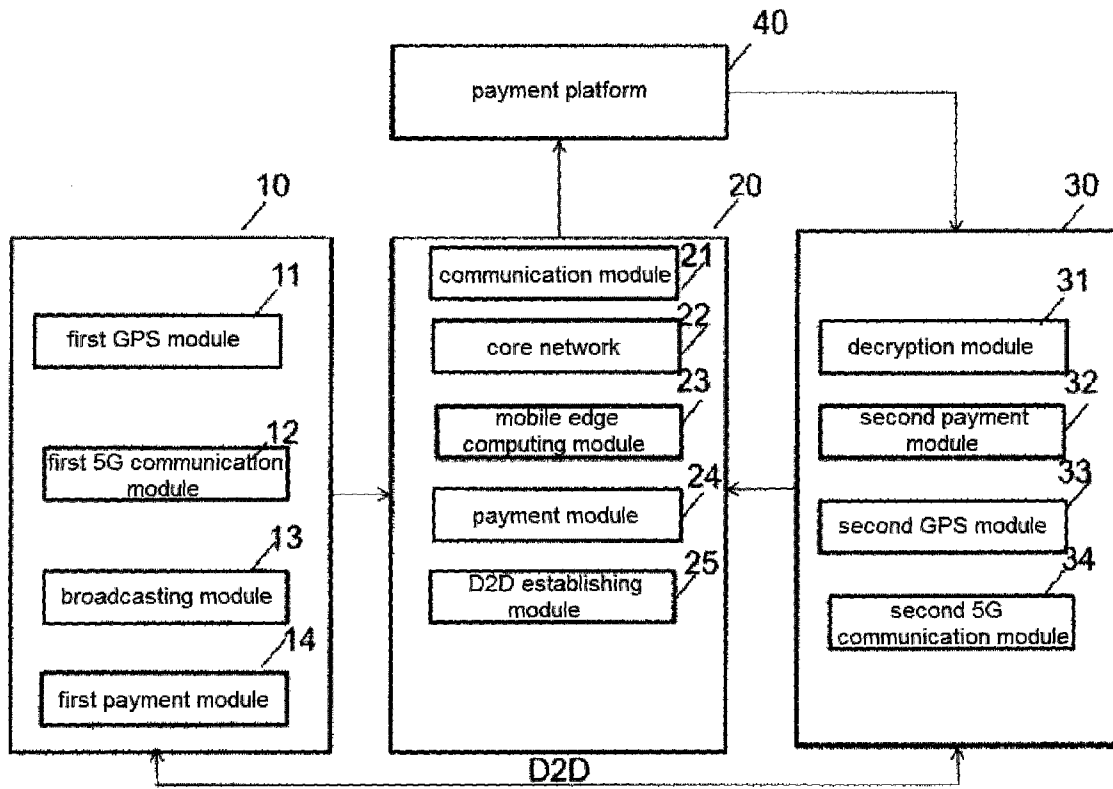 40
payment platform
10
20
30
11
first GPS module
12
first 5G communication
module
13
broadcasting module
14
first payment module
21
communication module
22
core network
23
mobile edge
computing module
24
payment module
25
D2D establishing
module
31
decryption module
32
second payment
module
33
second GPS module
34
second 5G
communication module
D2D